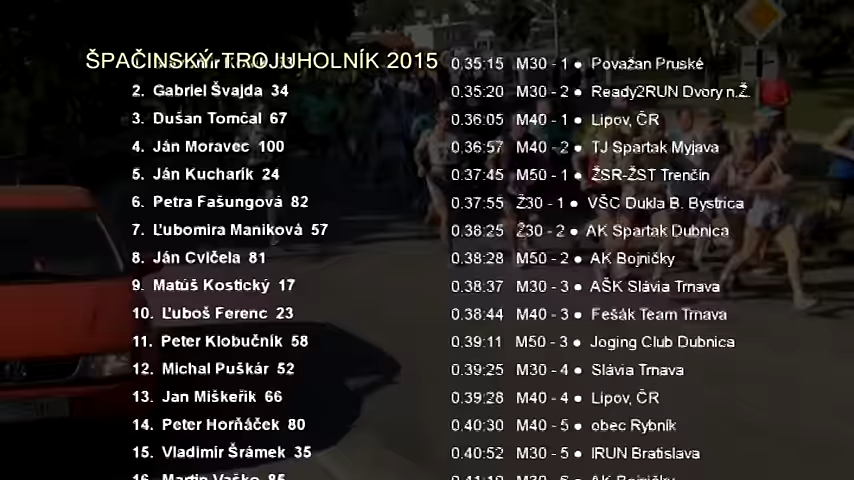 ŠPAČINSKÝ TROJUHOLNÍK 2015
0.35:15 M30 - 1 ● Považan Pruské
2. Gabriel Švajda 34 0.35:20 M30 - 2 ● Ready2RUN Dvory n.Ž.
3. Dušan Tomčal 67 0.36:05 M40 - 1 ● Lipov, ČR
4. Ján Moravec 100 0.36:57 M40 - 2 ● TJ Spartak Myjava
5. Ján Kucharík 24 0.37:45 M50 - 1 ● ŽSR-ŽST Trenčín
6. Petra Fašungová 82 0.37:55 Ž30 - 1 ● VŠC Dukla B. Bystrica
7. Ľubomíra Maníková 57 0.36:25 Ž30 - 2 ● AK Spartak Dubnica
8. Ján Cvičela 81 0.38:28 M50 - 2 ● AK Bojničky
9. Matúš Kostický 17 0.38:37 M30 - 3 ● AŠK Slávia Trnava
10. Ľuboš Ferenc 23 0.38:44 M40 - 3 ● Fešák Team Trnava
11. Peter Klobučník 58 0.39:11 M50 - 3 ● Joging Club Dubnica
12. Michal Puškár 52 0.39:25 M30 - 4 ● Slávia Trnava
13. Jan Miškeřík 66 0.39:28 M40 - 4 ● Lipov, ČR
14. Peter Horňáček 80 0.40:30 M40 - 5 ● obec Rybník
15. Vladimír Šrámek 35 0.40:52 M30 - 5 ● IRUN Bratislava
16. Martin Vaško 85